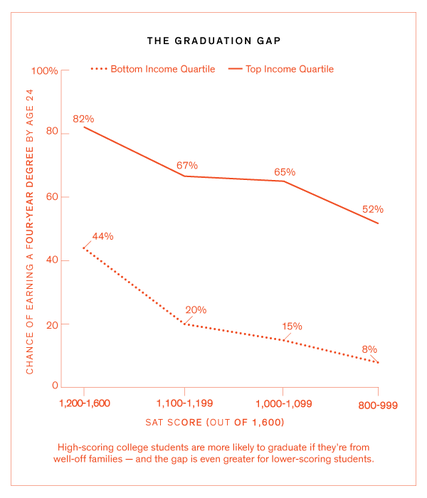 THE GRADUATION GAP
Bottom Income Quartile Top Income Quartile
CHANCE OF EARNING A FOUR-YEAR DEGREE BY AGE 24
100%
80
60
40
20
0
82%
67%
65%
52%
44%
20%
15%
8%
1,200-1,600 1,100-1,199 1,000-1,099 800-999
SAT SCORE (OUT OF 1,600)
High-scoring college students are more likely to graduate if they're from
well-off families — and the gap is even greater for lower-scoring students.